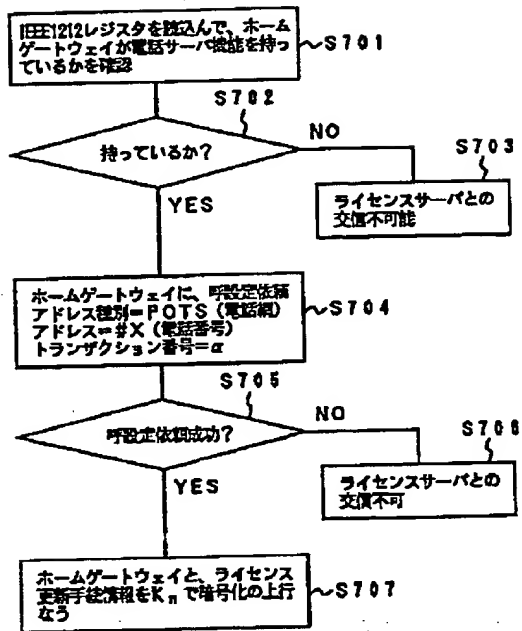 IEEE1212レジスタを読込んで、ホーム
ゲートウェイが電話サーバ機能を持っ
ているかを確認
S701
S702
持っているか?
NO
S703
YES
ライセンスサーバとの
交信不可能
ホームゲートウェイに、呼設定依頼
アドレス種別=POTS(電話網)
アドレス=#X(電話番号)
トランザクション番号=α
S704
S705
呼設定依頼成功?
NO
S706
YES
ライセンスサーバとの
交信不可
ホームゲートウェイと、ライセンス
更新手続情報をKnで暗号化の上行
なう
S707